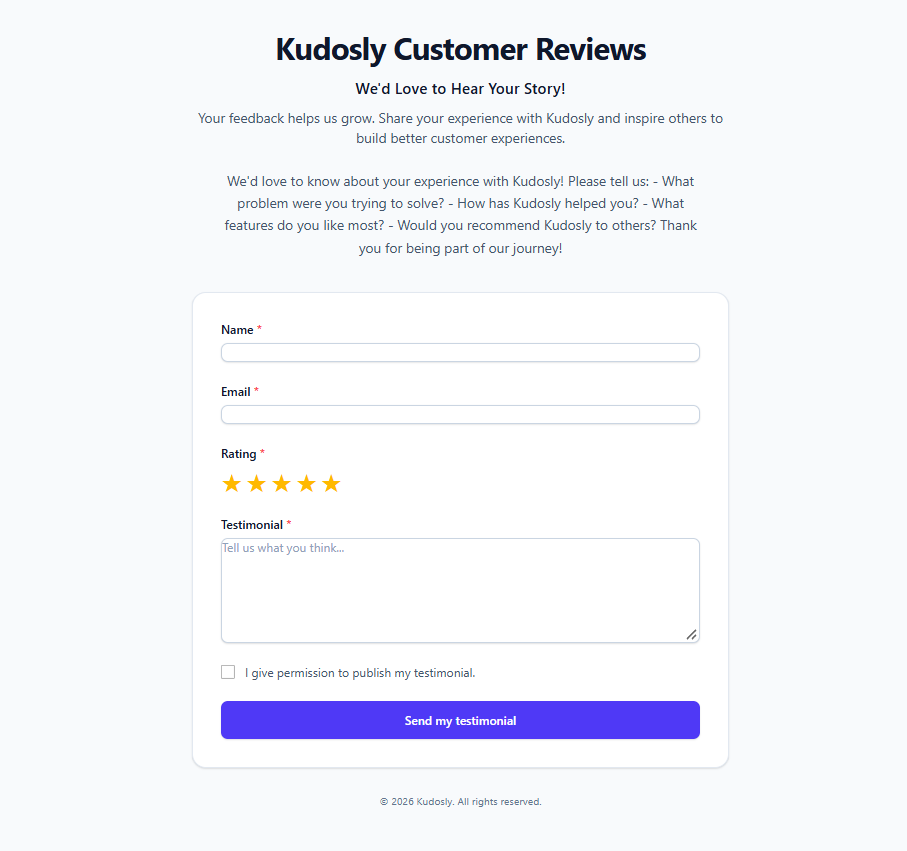 Kudosly Customer Reviews
We'd Love to Hear Your Story!
Your feedback helps us grow. Share your experience with Kudosly and inspire others to
build better customer experiences.
We'd love to know about your experience with Kudosly! Please tell us: - What
problem were you trying to solve? - How has Kudosly helped you? - What
features do you like most? - Would you recommend Kudosly to others? Thank
you for being part of our journey!
Name *
Email *
Rating *
Testimonial *
Tell us what you think...
I give permission to publish my testimonial.
Send my testimonial
© 2026 Kudosly. All rights reserved.